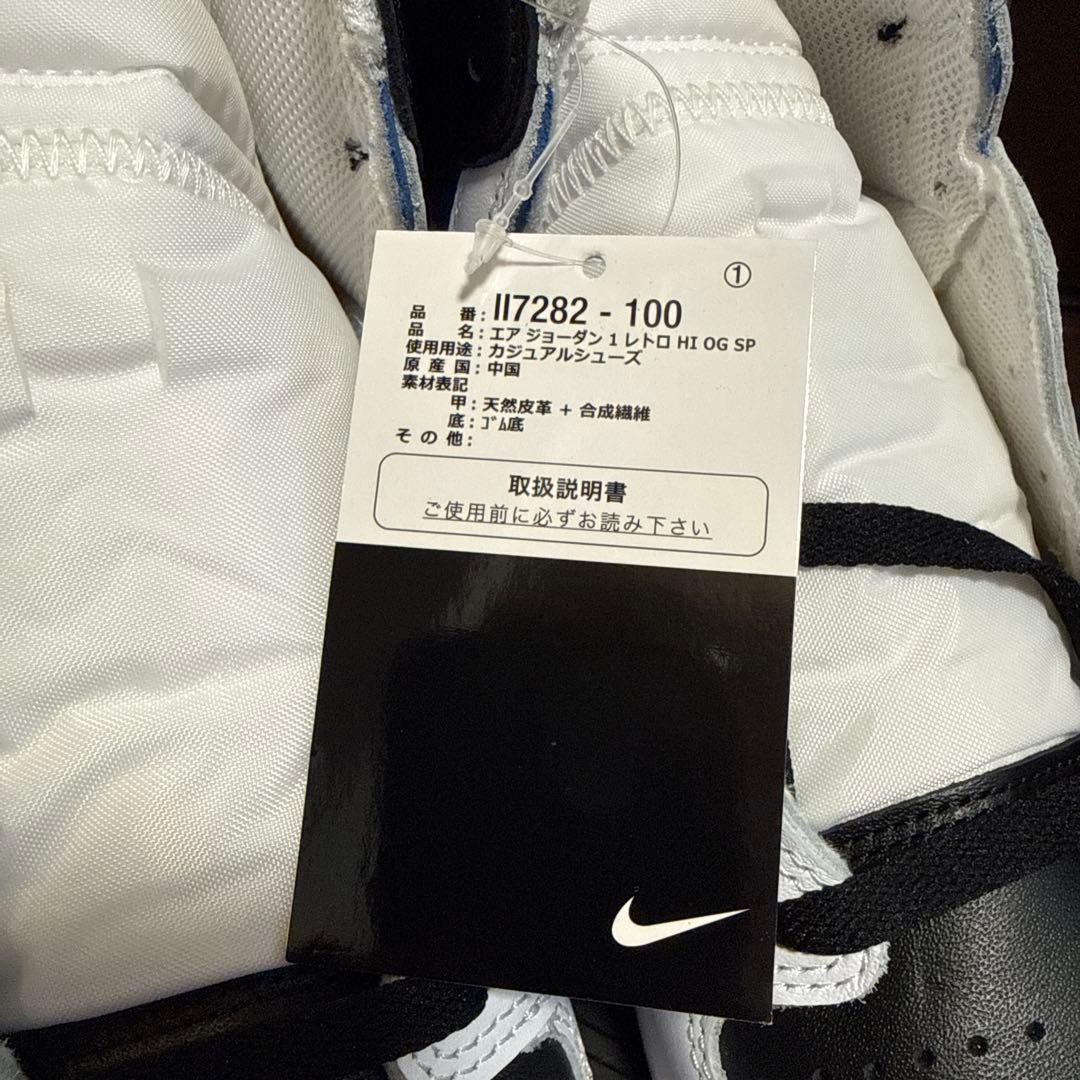 ①
品 番: II7282 - 100
品 名: エア ジョーダン 1 レトロ HI OG SP
使用用途: カジュアルシューズ
原 産 国: 中国
素材表記
甲: 天然皮革 + 合成繊維
底: ｺﾞﾑ底
そ の 他:
取扱説明書
ご使用前に必ずお読み下さい